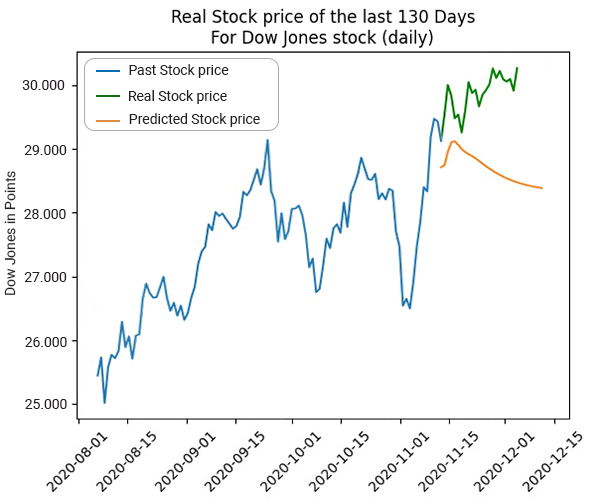 Real Stock price of the last 130 Days
For Dow Jones stock (daily)
Past Stock price
Real Stock price
Predicted Stock price
Dow Jones in Points
30.000
29.000
28.000
27.000
26.000
25.000
2020-08-01
2020-08-15
2020-09-01
2020-09-15
2020-10-01
2020-10-15
2020-11-01
2020-11-15
2020-12-01
2020-12-15